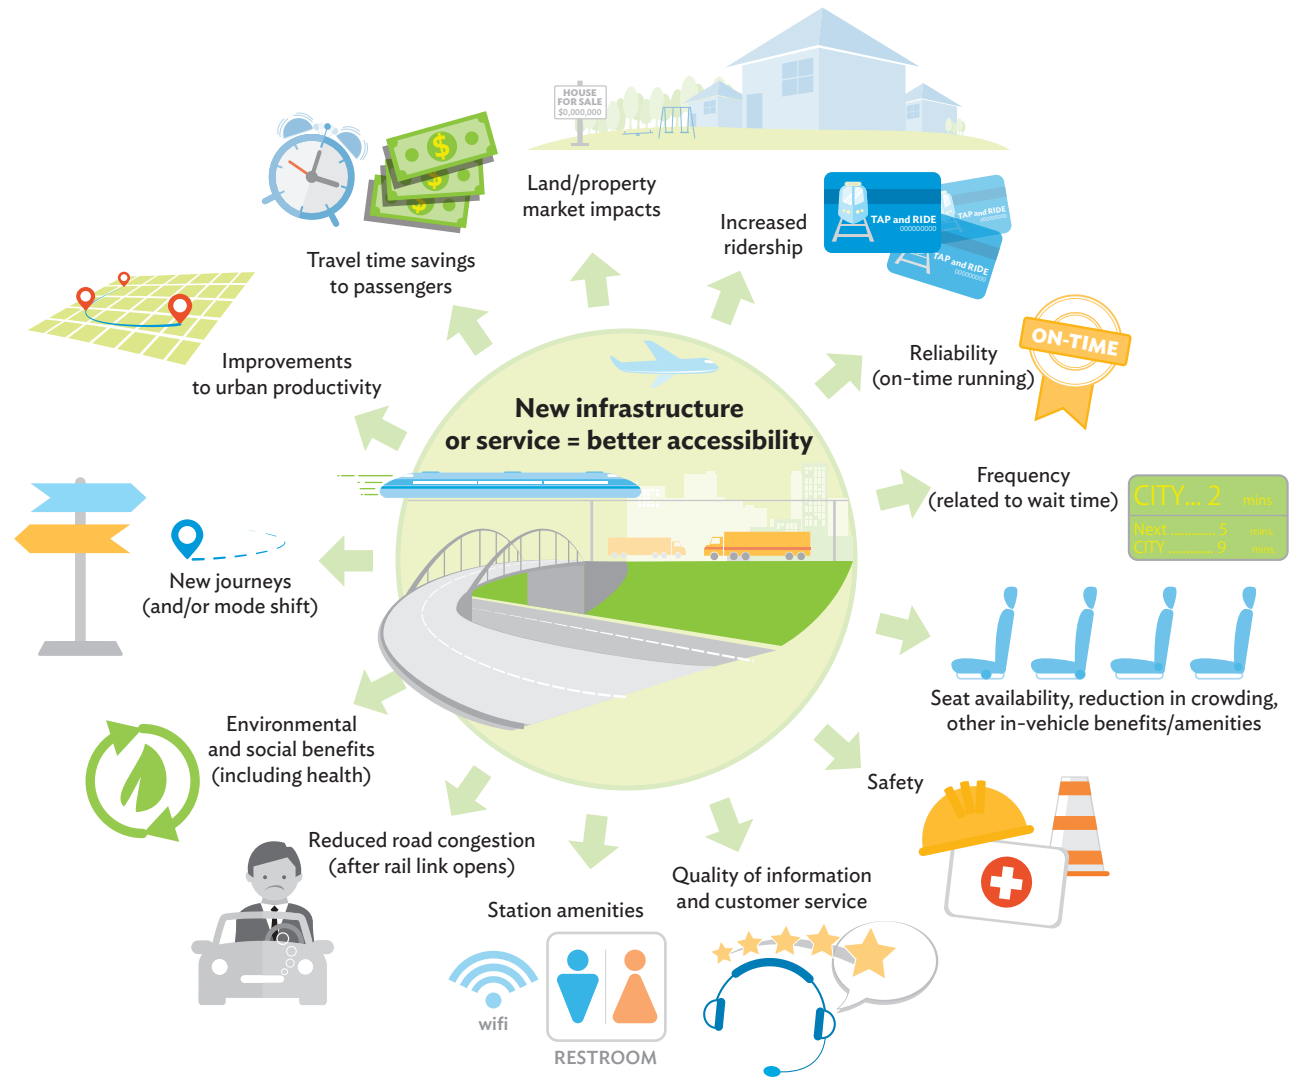 HOUSE
FOR SALE
$0,000,000
Land/property
market impacts
Increased
ridership
TAP and RIDE
000000000
TAP and RIDE
000000000
TAP and RIDE
000000000
Travel time savings
to passengers
Improvements
to urban productivity
Reliability
(on-time running)
ON-TIME
New infrastructure
or service = better accessibility
Frequency
(related to wait time)
CITY... 2 mins
Next ............. 5 mins
CITY ............. 9 mins
New journeys
(and/or mode shift)
Seat availability, reduction in crowding,
other in-vehicle benefits/amenities
Environmental
and social benefits
(including health)
Safety
Reduced road congestion
(after rail link opens)
Quality of information
and customer service
Station amenities
wifi
RESTROOM
$
$
$